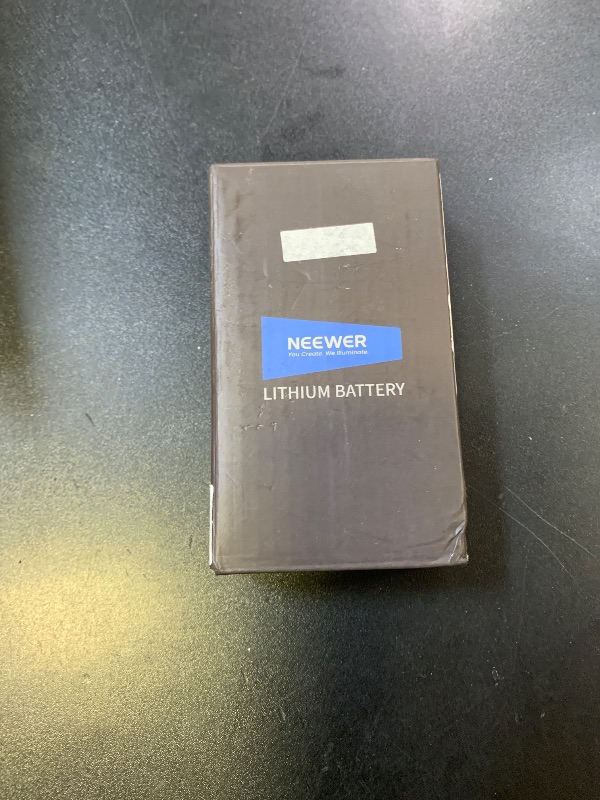 NEEWER
You Create. We Illuminate.
LITHIUM BATTERY